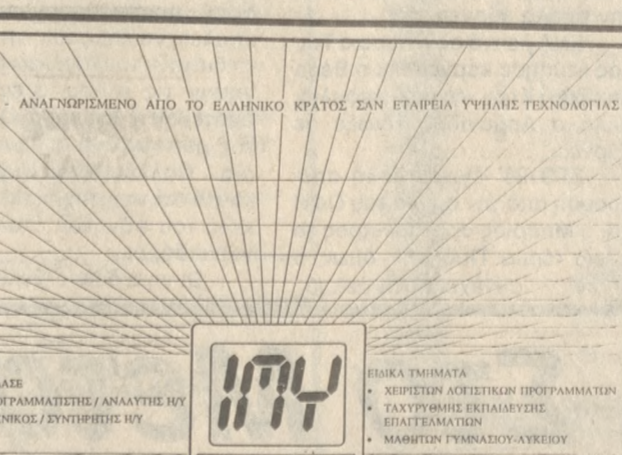 - ΑΝΑΓΝΩΡΙΣΜΕΝΟ ΑΠΟ ΤΟ ΕΛΛΗΝΙΚΟ ΚΡΑΤΟΣ ΣΑΝ ΕΤΑΙΡΕΙΑ ΥΨΗΛΗΣ ΤΕΧΝΟΛΟΓΙΑΣ
ΙΠΥ
ΟΓΡΑΜΜΑΤΙΣΤΗΣ / ΑΝΑΛΥΤΗΣ Η/Υ
ΝΙΚΟΣ / ΣΥΝΤΗΡΗΤΗΣ Η/Υ
ΕΙΔΙΚΑ ΤΜΗΜΑΤΑ
• ΧΕΙΡΙΣΤΩΝ ΛΟΓΙΣΤΙΚΩΝ ΠΡΟΓΡΑΜΜΑΤΩΝ
• ΤΑΧΥΡΥΘΜΗΣ ΕΚΠΑΙΔΕΥΣΗΣ
ΕΠΑΓΓΕΛΜΑΤΙΩΝ
• ΜΑΘΗΤΩΝ ΓΥΜΝΑΣΙΟΥ-ΛΥΚΕΙΟΥ